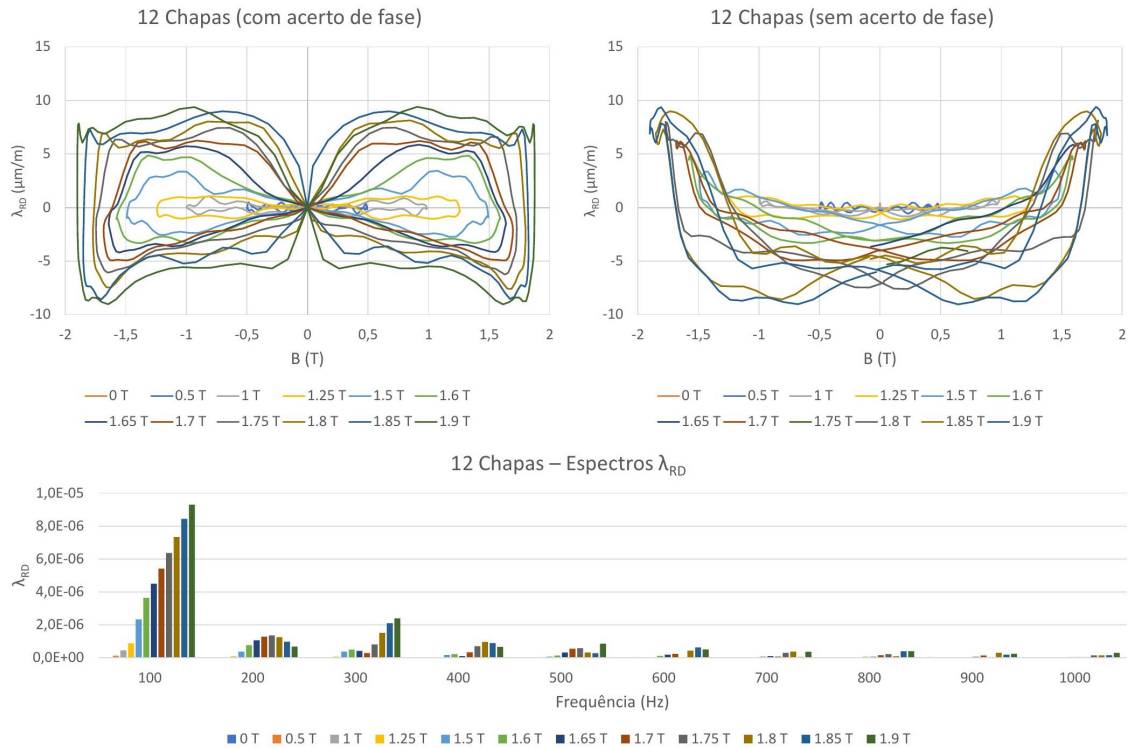 12 Chapas (com acerto de fase)
15
10
5
0
-5
-10
λRD (μm/m)
-2 -1,5 -1 -0,5 0 0,5 1 1,5 2
B (T)
0 T 0.5 T 1 T 1.25 T 1.5 T 1.6 T
1.65 T 1.7 T 1.75 T 1.8 T 1.85 T 1.9 T
12 Chapas (sem acerto de fase)
15
10
5
0
-5
-10
λRD (μm/m)
-2 -1,5 -1 -0,5 0 0,5 1 1,5 2
B (T)
0 T 0.5 T 1 T 1.25 T 1.5 T 1.6 T
1.65 T 1.7 T 1.75 T 1.8 T 1.85 T 1.9 T
12 Chapas – Espectros λRD
1,0E-05
8,0E-06
6,0E-06
4,0E-06
2,0E-06
0,0E+00
λRD
100 200 300 400 500 600 700 800 900 1000
Frequência (Hz)
0 T 0.5 T 1 T 1.25 T 1.5 T 1.6 T 1.65 T 1.7 T 1.75 T 1.8 T 1.85 T 1.9 T